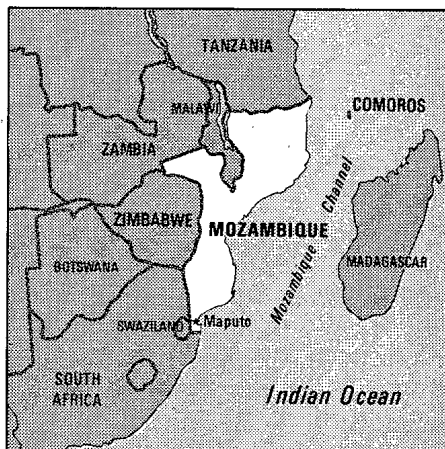 TANZANIA
COMOROS
MALAWI
ZAMBIA
ZIMBABWE
MOZAMBIQUE
Mozambique Channel
MADAGASCAR
BOTSWANA
SWAZILAND
Maputo
SOUTH
AFRICA
Indian Ocean